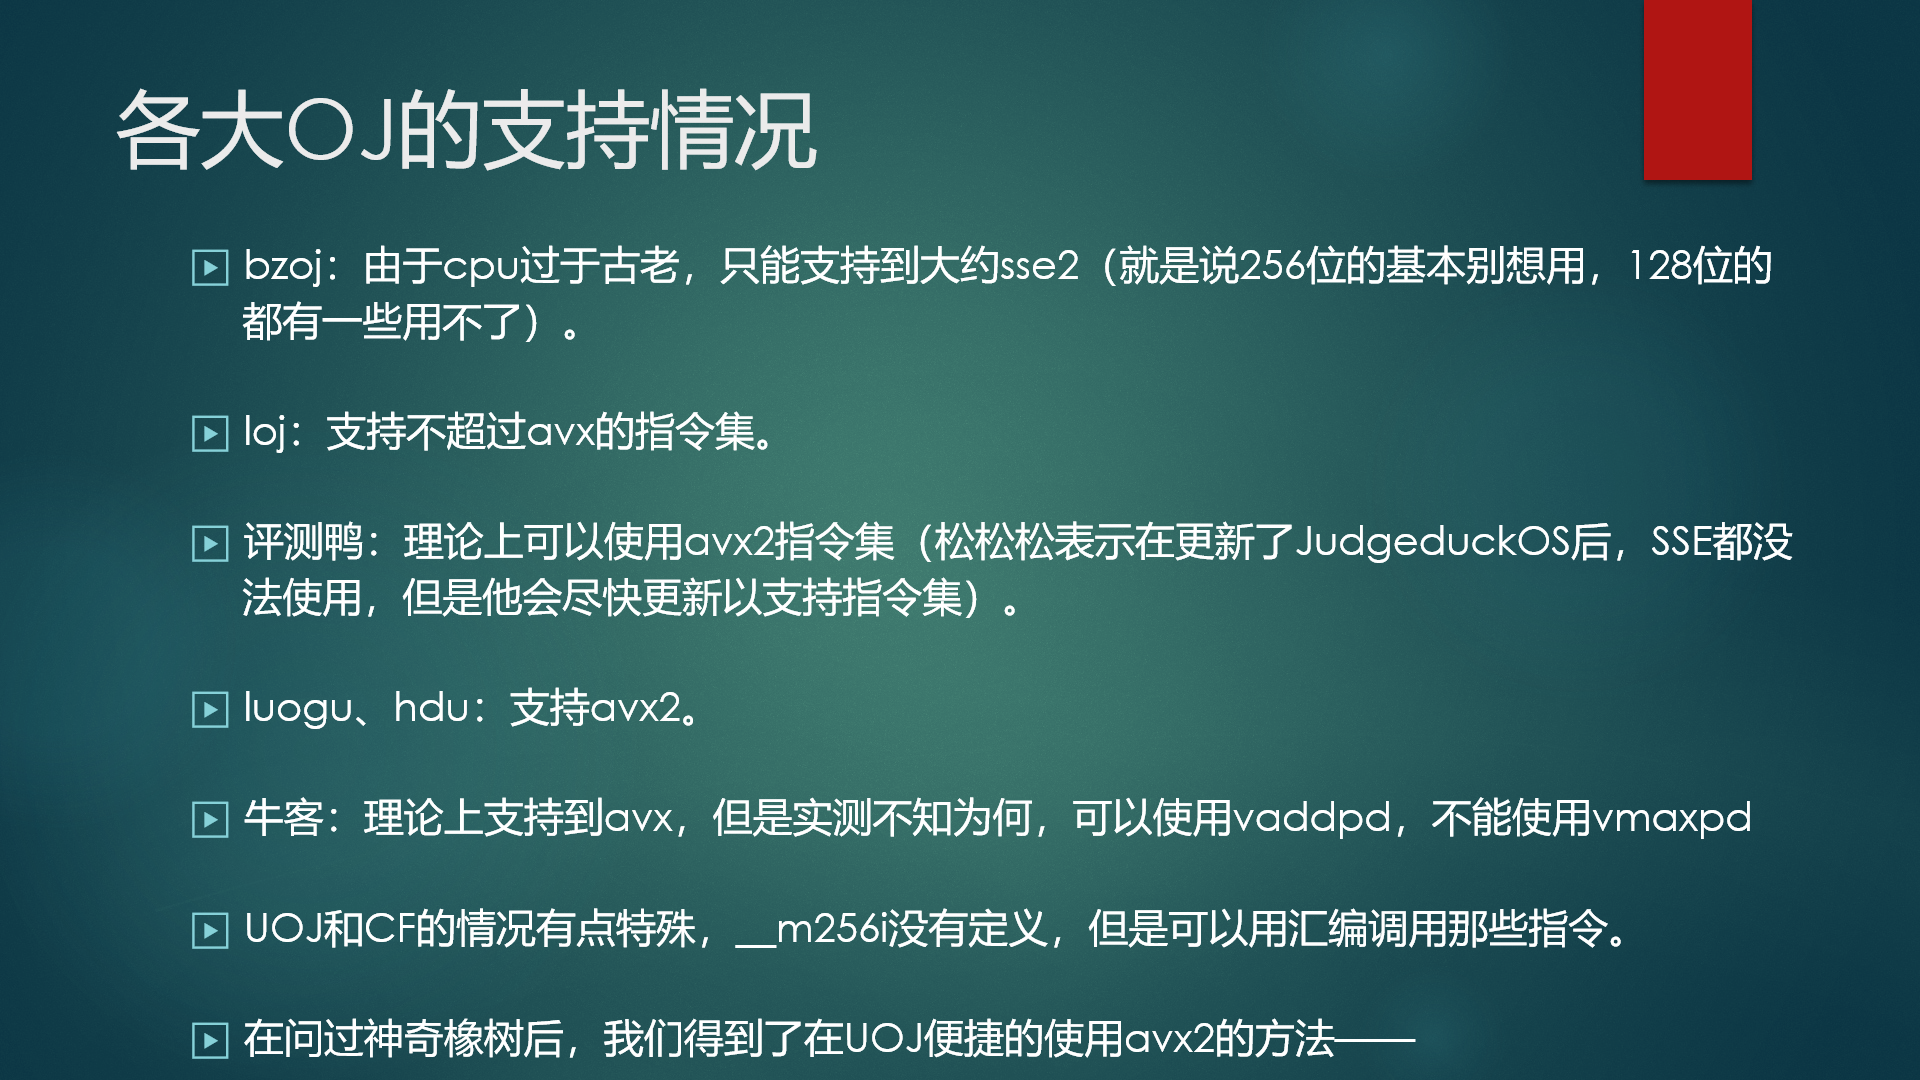 各大OJ的支持情况
bzoj：由于cpu过于古老，只能支持到大约sse2（就是说256位的基本别想用，128位的
都有一些用不了）。
loj：支持不超过avx的指令集。
评测鸭：理论上可以使用avx2指令集（松松松表示在更新了JudgeduckOS后，SSE都没
法使用，但是他会尽快更新以支持指令集）。
luogu、hdu：支持avx2。
牛客：理论上支持到avx，但是实测不知为何，可以使用vaddpd，不能使用vmaxpd
UOJ和CF的情况有点特殊，__m256i没有定义，但是可以用汇编调用那些指令。
在问过神奇橡树后，我们得到了在UOJ便捷的使用avx2的方法——